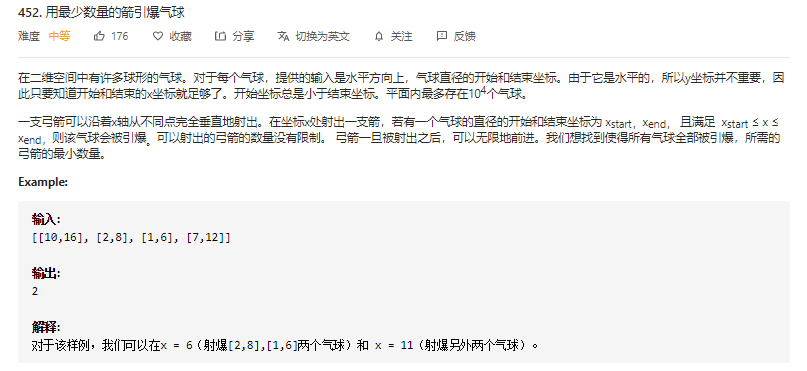 452. 用最少数量的箭引爆气球
难度 中等 176 收藏 分享 切换为英文 关注 反馈
在二维空间中有许多球形的气球。对于每个气球，提供的输入是水平方向上，气球直径的开始和结束坐标。由于它是水平的，所以y坐标并不重要，因
此只要知道开始和结束的x坐标就足够了。开始坐标总是小于结束坐标。平面内最多存在10⁴个气球。
一支弓箭可以沿着x轴从不同点完全垂直地射出。在坐标x处射出一支箭，若有一个气球的直径的开始和结束坐标为 xstart，xend， 且满足 xstart ≤ x ≤
xend，则该气球会被引爆。可以射出的弓箭的数量没有限制。 弓箭一旦被射出之后，可以无限地前进。我们想找到使得所有气球全部被引爆，所需的
弓箭的最小数量。
Example:
输入:
[[10,16], [2,8], [1,6], [7,12]]
输出:
2
解释:
对于该样例，我们可以在x = 6（射爆[2,8],[1,6]两个气球）和 x = 11（射爆另外两个气球）。